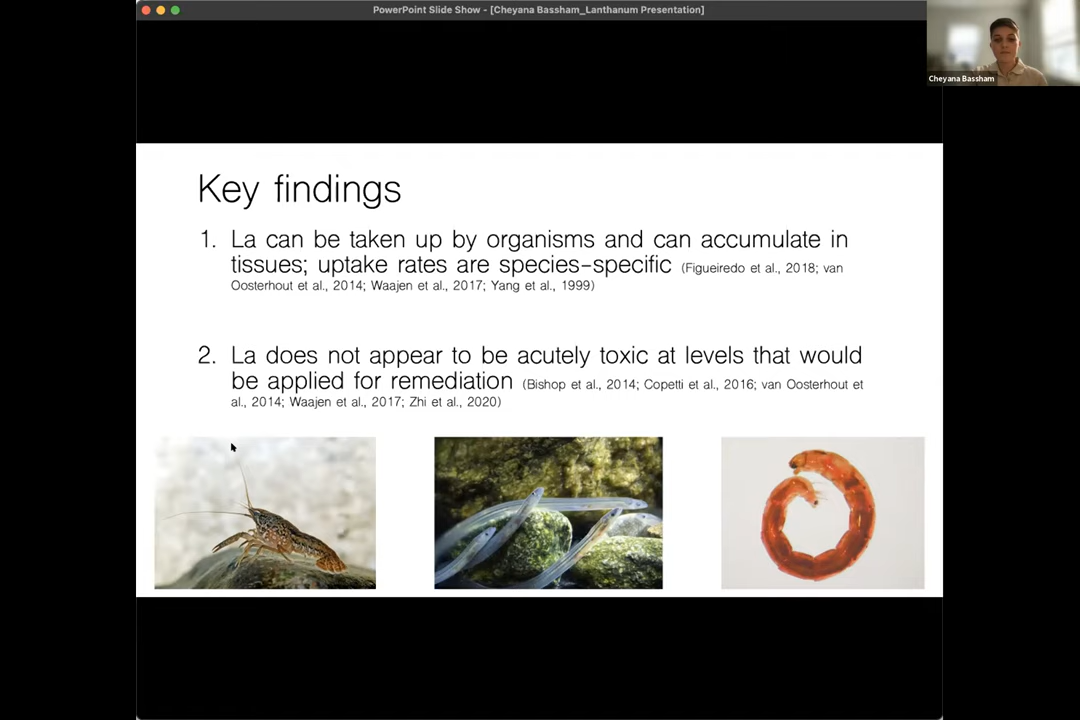 PowerPoint Slide Show - [Cheyana Bassham_Lanthanum Presentation]
Cheyana Bassham
Key findings
1. La can be taken up by organisms and can accumulate in
tissues; uptake rates are species-specific (Figueiredo et al., 2018; van
Oosterhout et al., 2014; Waajen et al., 2017; Yang et al., 1999)
2. La does not appear to be acutely toxic at levels that would
be applied for remediation (Bishop et al., 2014; Copetti et al., 2016; van Oosterhout et
al., 2014; Waajen et al., 2017; Zhi et al., 2020)